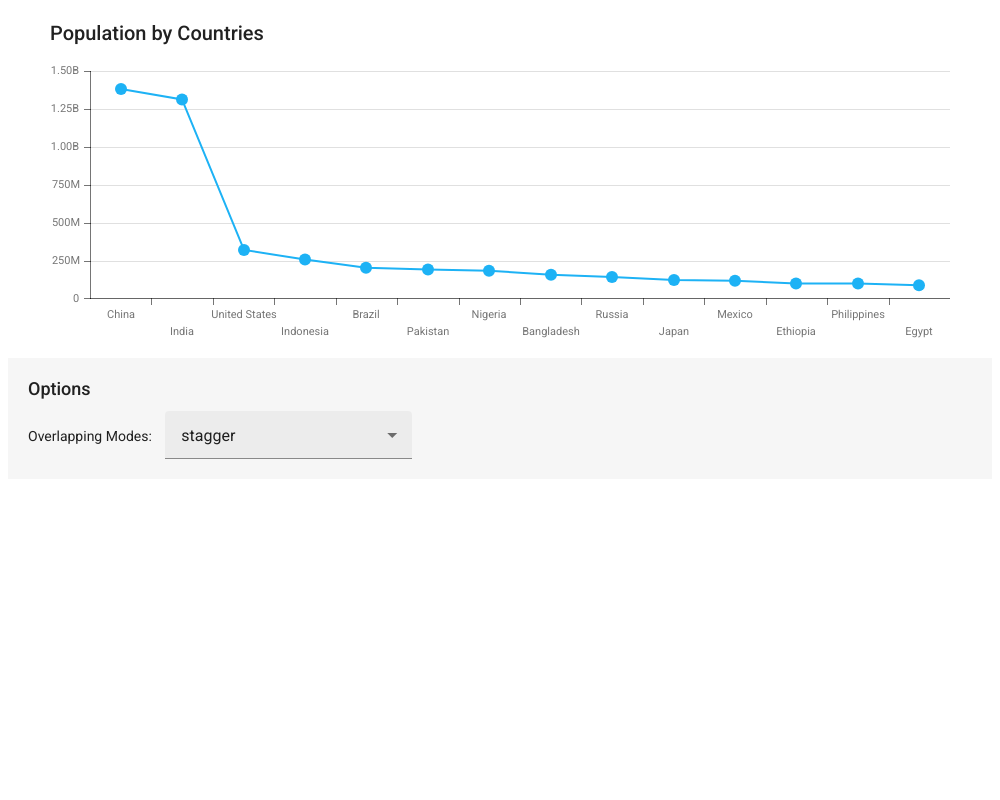 Population by Countries
1.50B
1.25B
1.00B
750M
500M
250M
0
China United States Brazil Nigeria Russia Mexico Philippines
India Indonesia Pakistan Bangladesh Japan Ethiopia Egypt
Options
Overlapping Modes: stagger